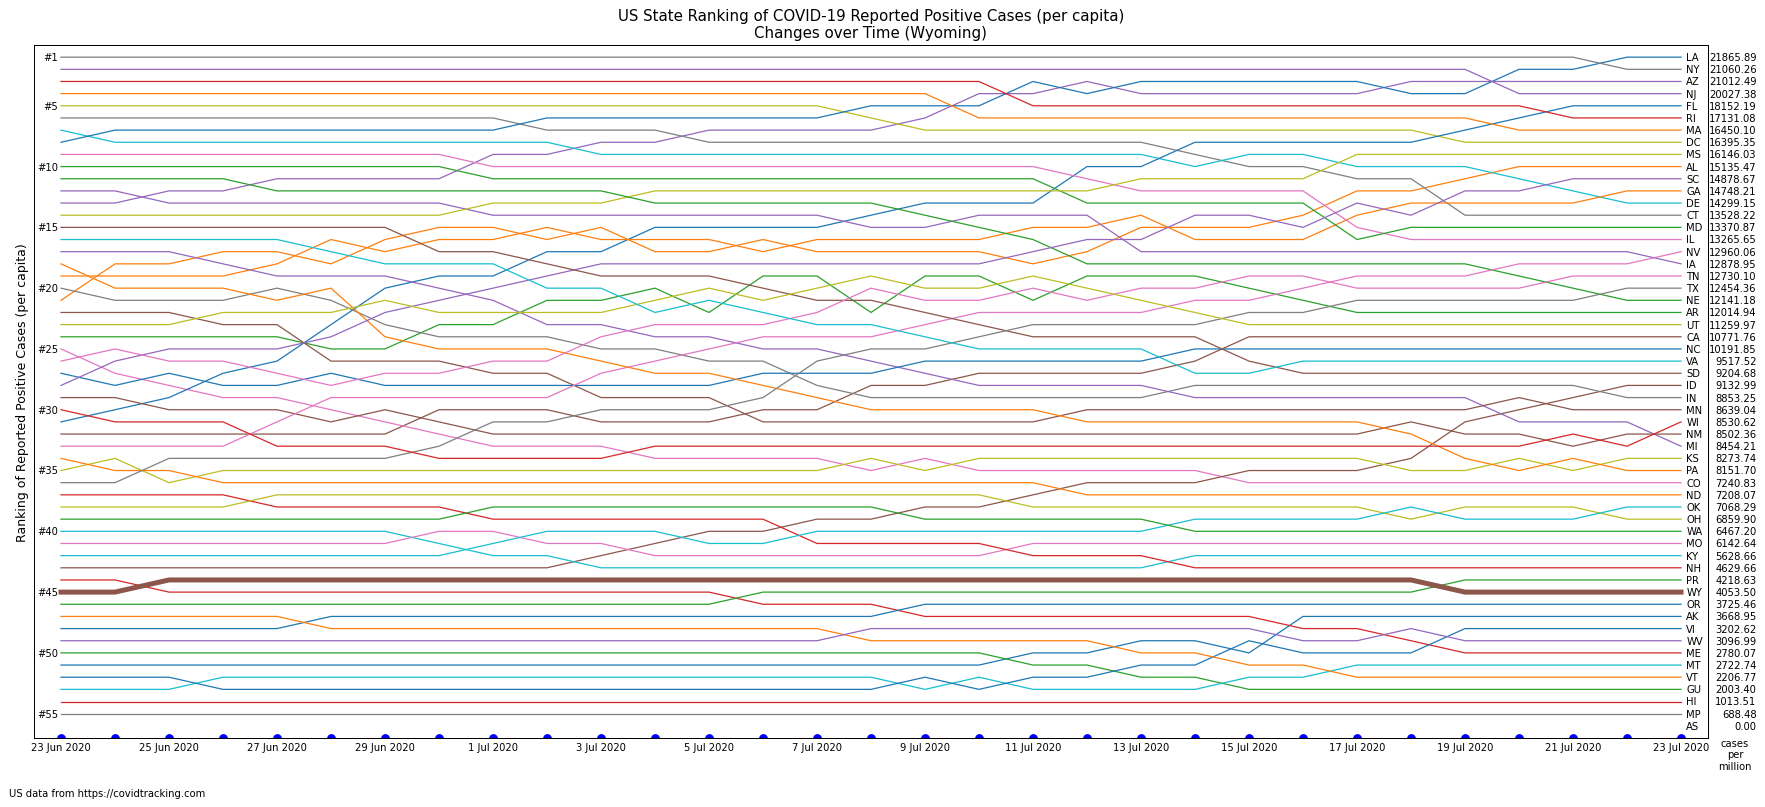 US State Ranking of COVID-19 Reported Positive Cases (per capita)
Changes over Time (Wyoming)
Ranking of Reported Positive Cases (per capita)
#1
#5
#10
#15
#20
#25
#30
#35
#40
#45
#50
#55
LA 21865.89
NY 21060.26
AZ 21012.49
NJ 20027.38
FL 18152.19
RI 17131.08
MA 16450.10
DC 16395.35
MS 16146.03
AL 15135.47
SC 14878.67
GA 14748.21
DE 14299.15
CT 13528.22
MD 13370.87
IL 13265.65
NV 12960.06
IA 12878.95
TN 12730.10
TX 12454.36
NE 12141.18
AR 12014.94
UT 11259.97
CA 10771.76
NC 10191.85
VA 9517.52
SD 9204.68
ID 9132.99
IN 8853.25
MN 8639.04
WI 8530.62
NM 8502.36
MI 8454.21
KS 8273.74
PA 8151.70
CO 7240.83
ND 7208.07
OK 7068.29
OH 6859.90
WA 6467.20
MO 6142.64
KY 5628.66
NH 4629.66
PR 4218.63
WY 4053.50
OR 3725.46
AK 3668.95
VI 3202.62
WV 3096.99
ME 2780.07
MT 2722.74
VT 2206.77
GU 2003.40
HI 1013.51
MP 688.48
AS 0.00
23 Jun 2020 25 Jun 2020 27 Jun 2020 29 Jun 2020 1 Jul 2020 3 Jul 2020 5 Jul 2020 7 Jul 2020 9 Jul 2020 11 Jul 2020 13 Jul 2020 15 Jul 2020 17 Jul 2020 19 Jul 2020 21 Jul 2020 23 Jul 2020
cases
per
million
US data from https://covidtracking.com